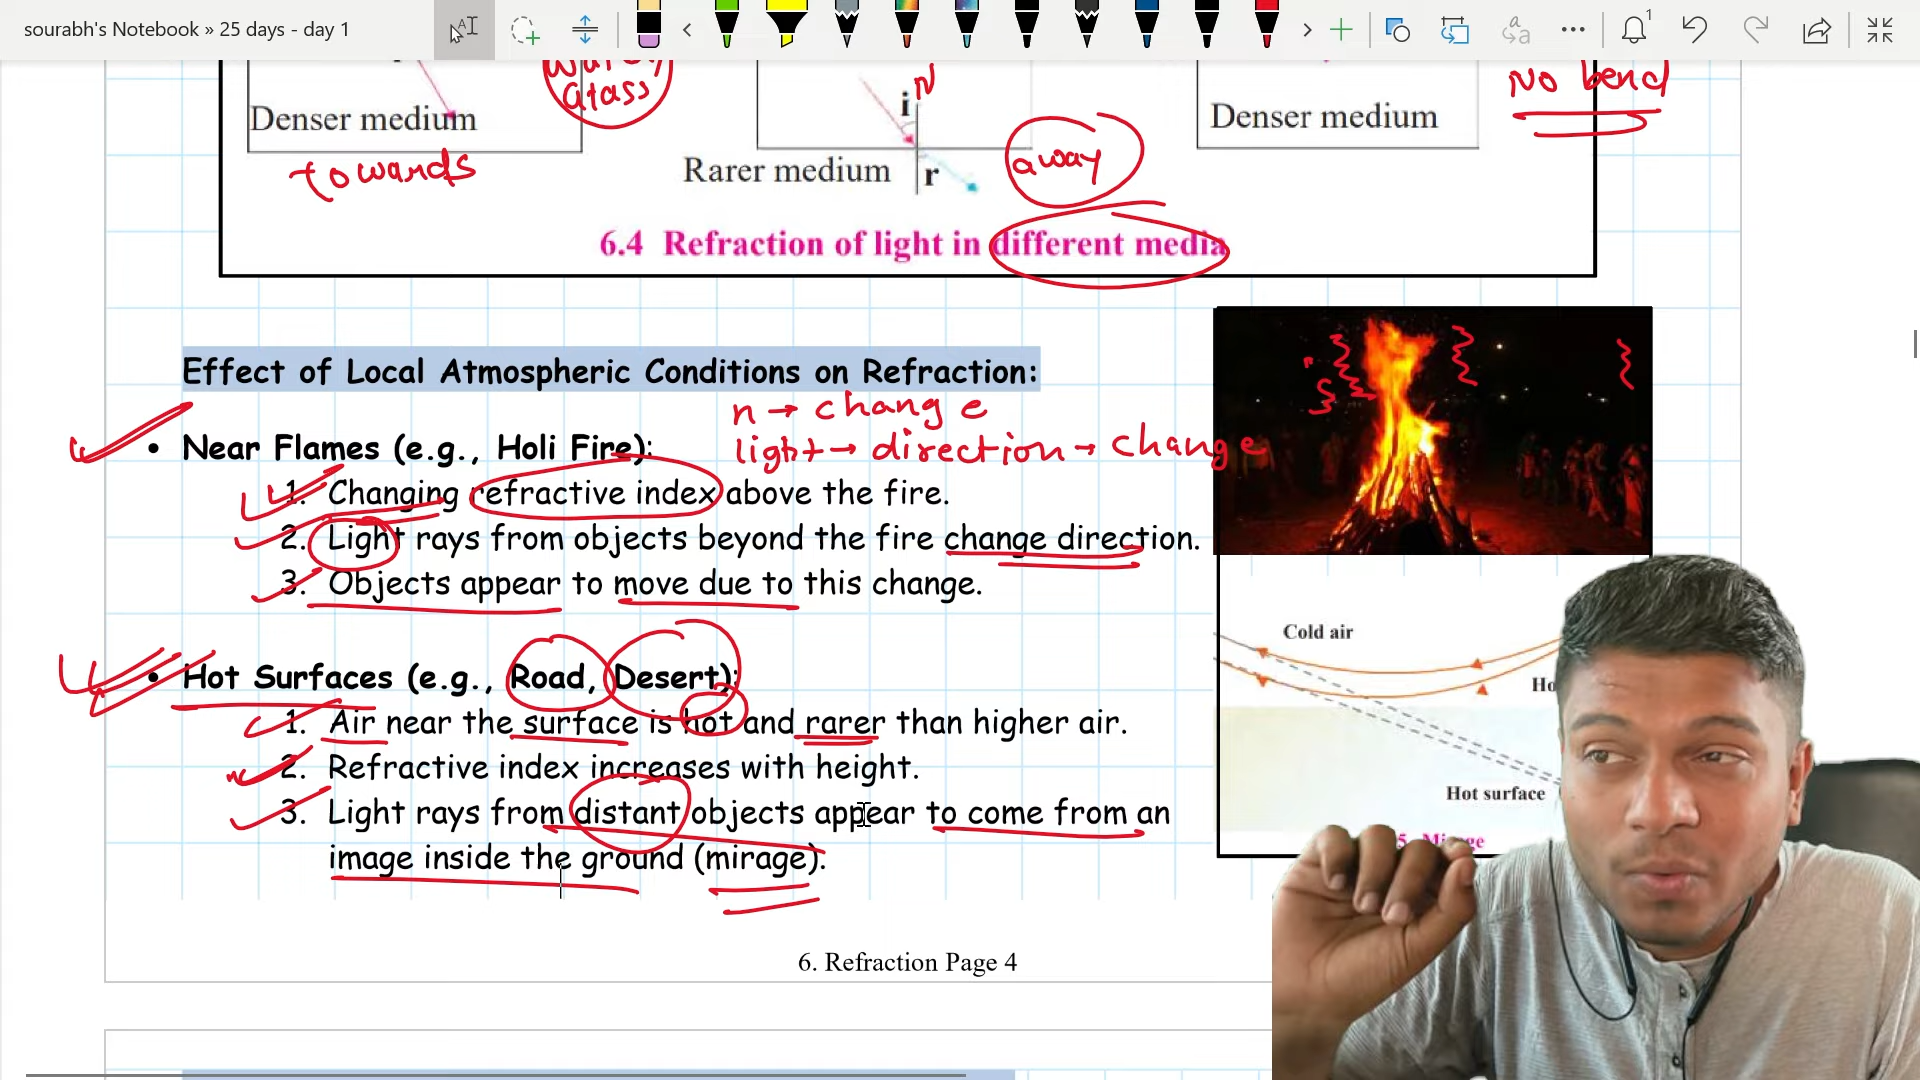 sourabh's Notebook » 25 days - day 1
1
Glass
Denser medium
towards
i
N
Rarer medium
r
away
Denser medium
No bend
6.4 Refraction of light in different media
Effect of Local Atmospheric Conditions on Refraction:
n → change
light → direction → change
• Near Flames (e.g., Holi Fire):
1. Changing refractive index above the fire.
2. Light rays from objects beyond the fire change direction.
3. Objects appear to move due to this change.
• Hot Surfaces (e.g., Road, Desert):
1. Air near the surface is hot and rarer than higher air.
2. Refractive index increases with height.
3. Light rays from distant objects appear to come from an
image inside the ground (mirage).
Cold air
Hot surface
6. Refraction Page 4